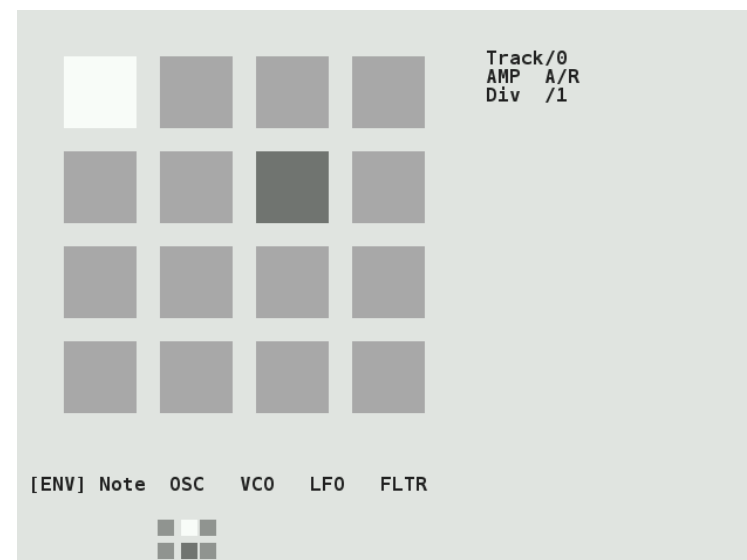 Track/0
AMP  A/R
Div  /1
[ENV] Note  OSC   VCO   LFO   FLTR